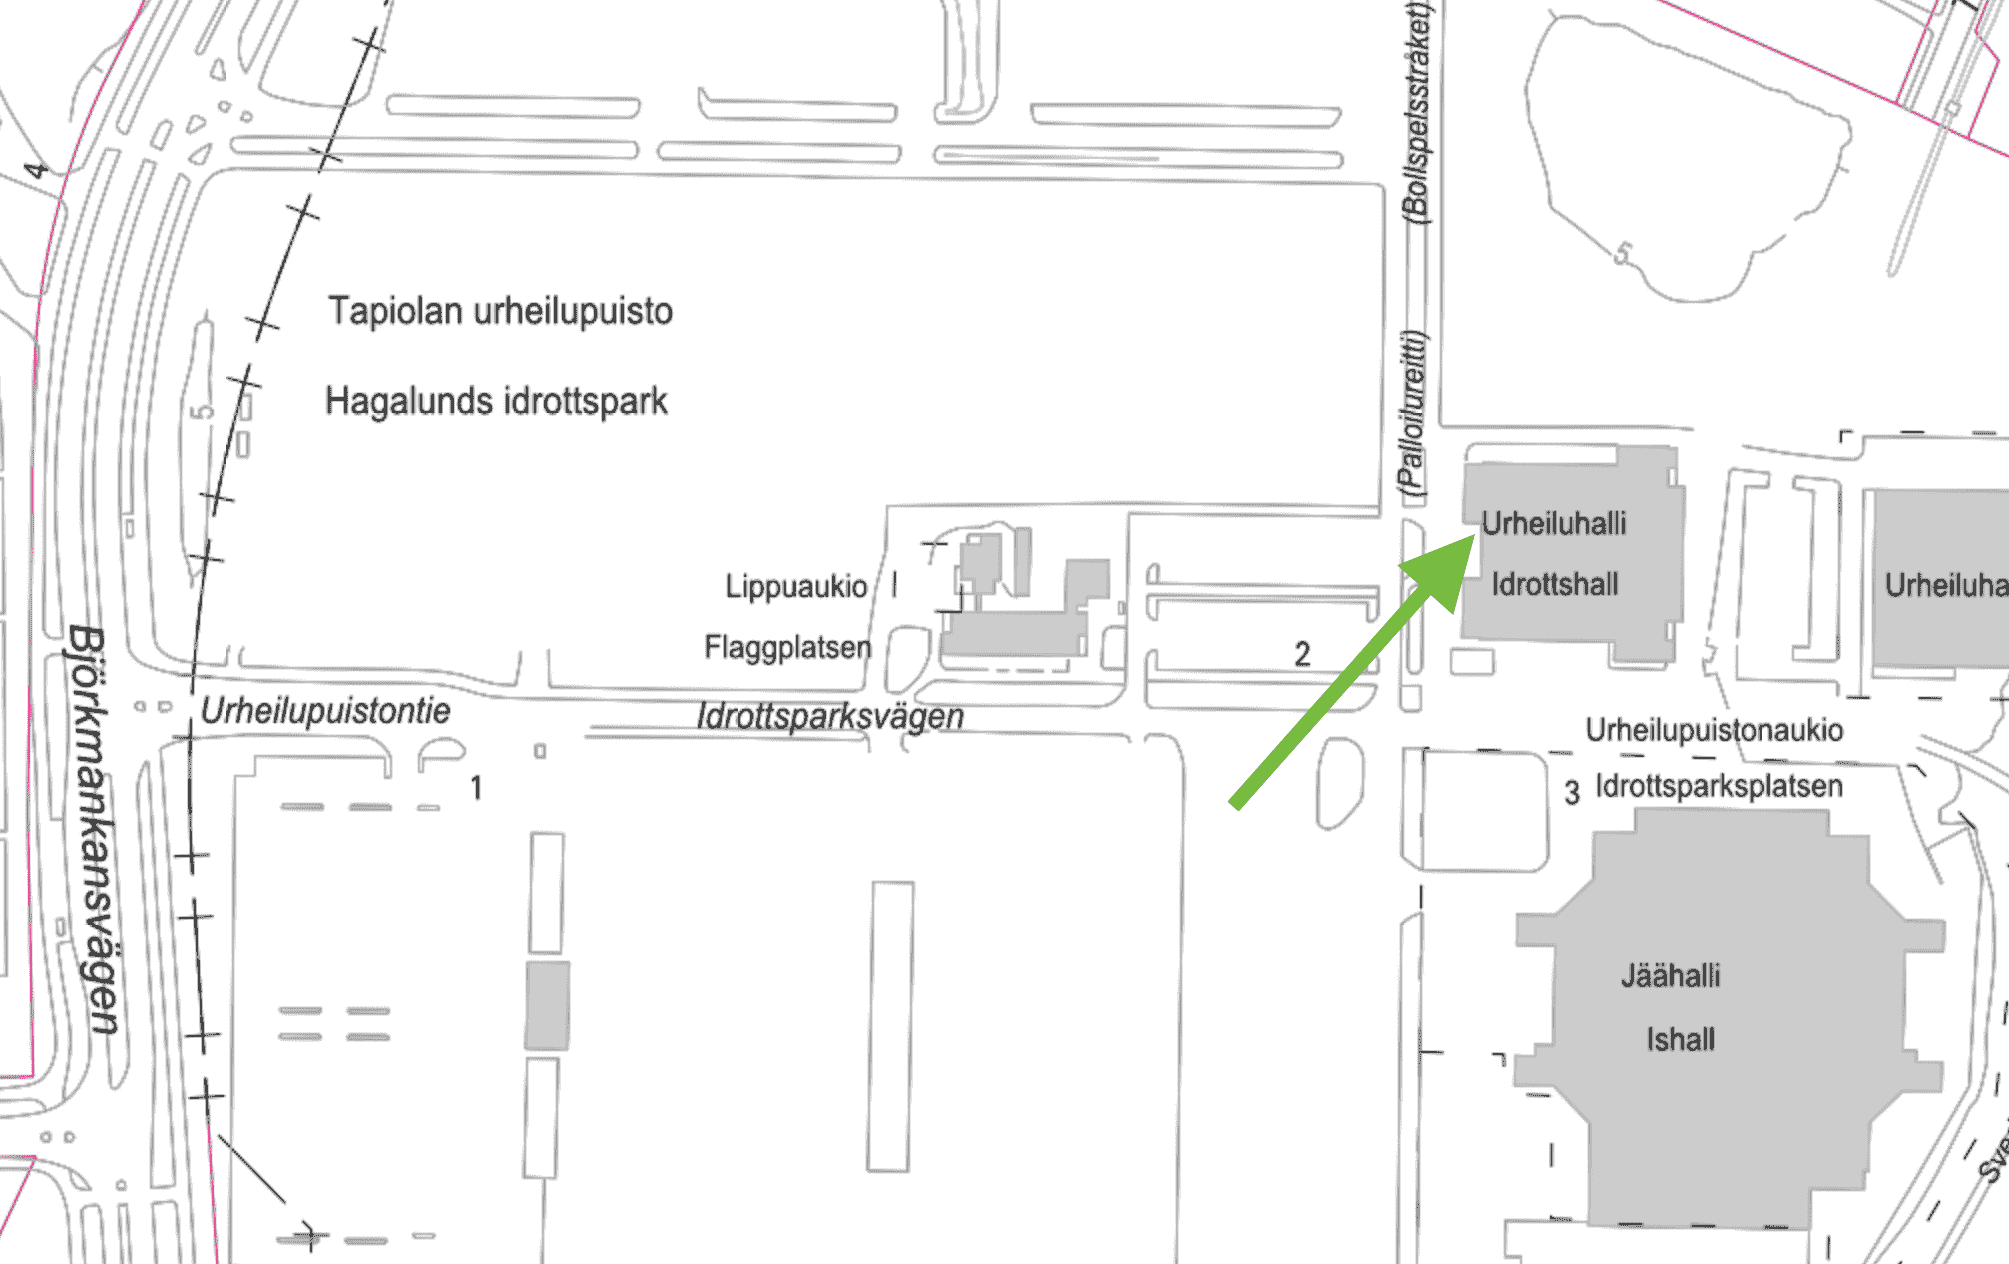 (Bollspelsstråket)
4
5
Tapiolan urheilupuisto
Hagalunds idrottspark
5
(Palloilureitti)
Urheiluhalli
Idrottshall
Urheiluha
Lippuaukio
Flaggplatsen
2
Björkmankansvägen
Urheilupuistontie
Idrottsparksvägen
Urheilupuistonaukio
1
3
Idrottsparksplatsen
Jäähalli
Ishall